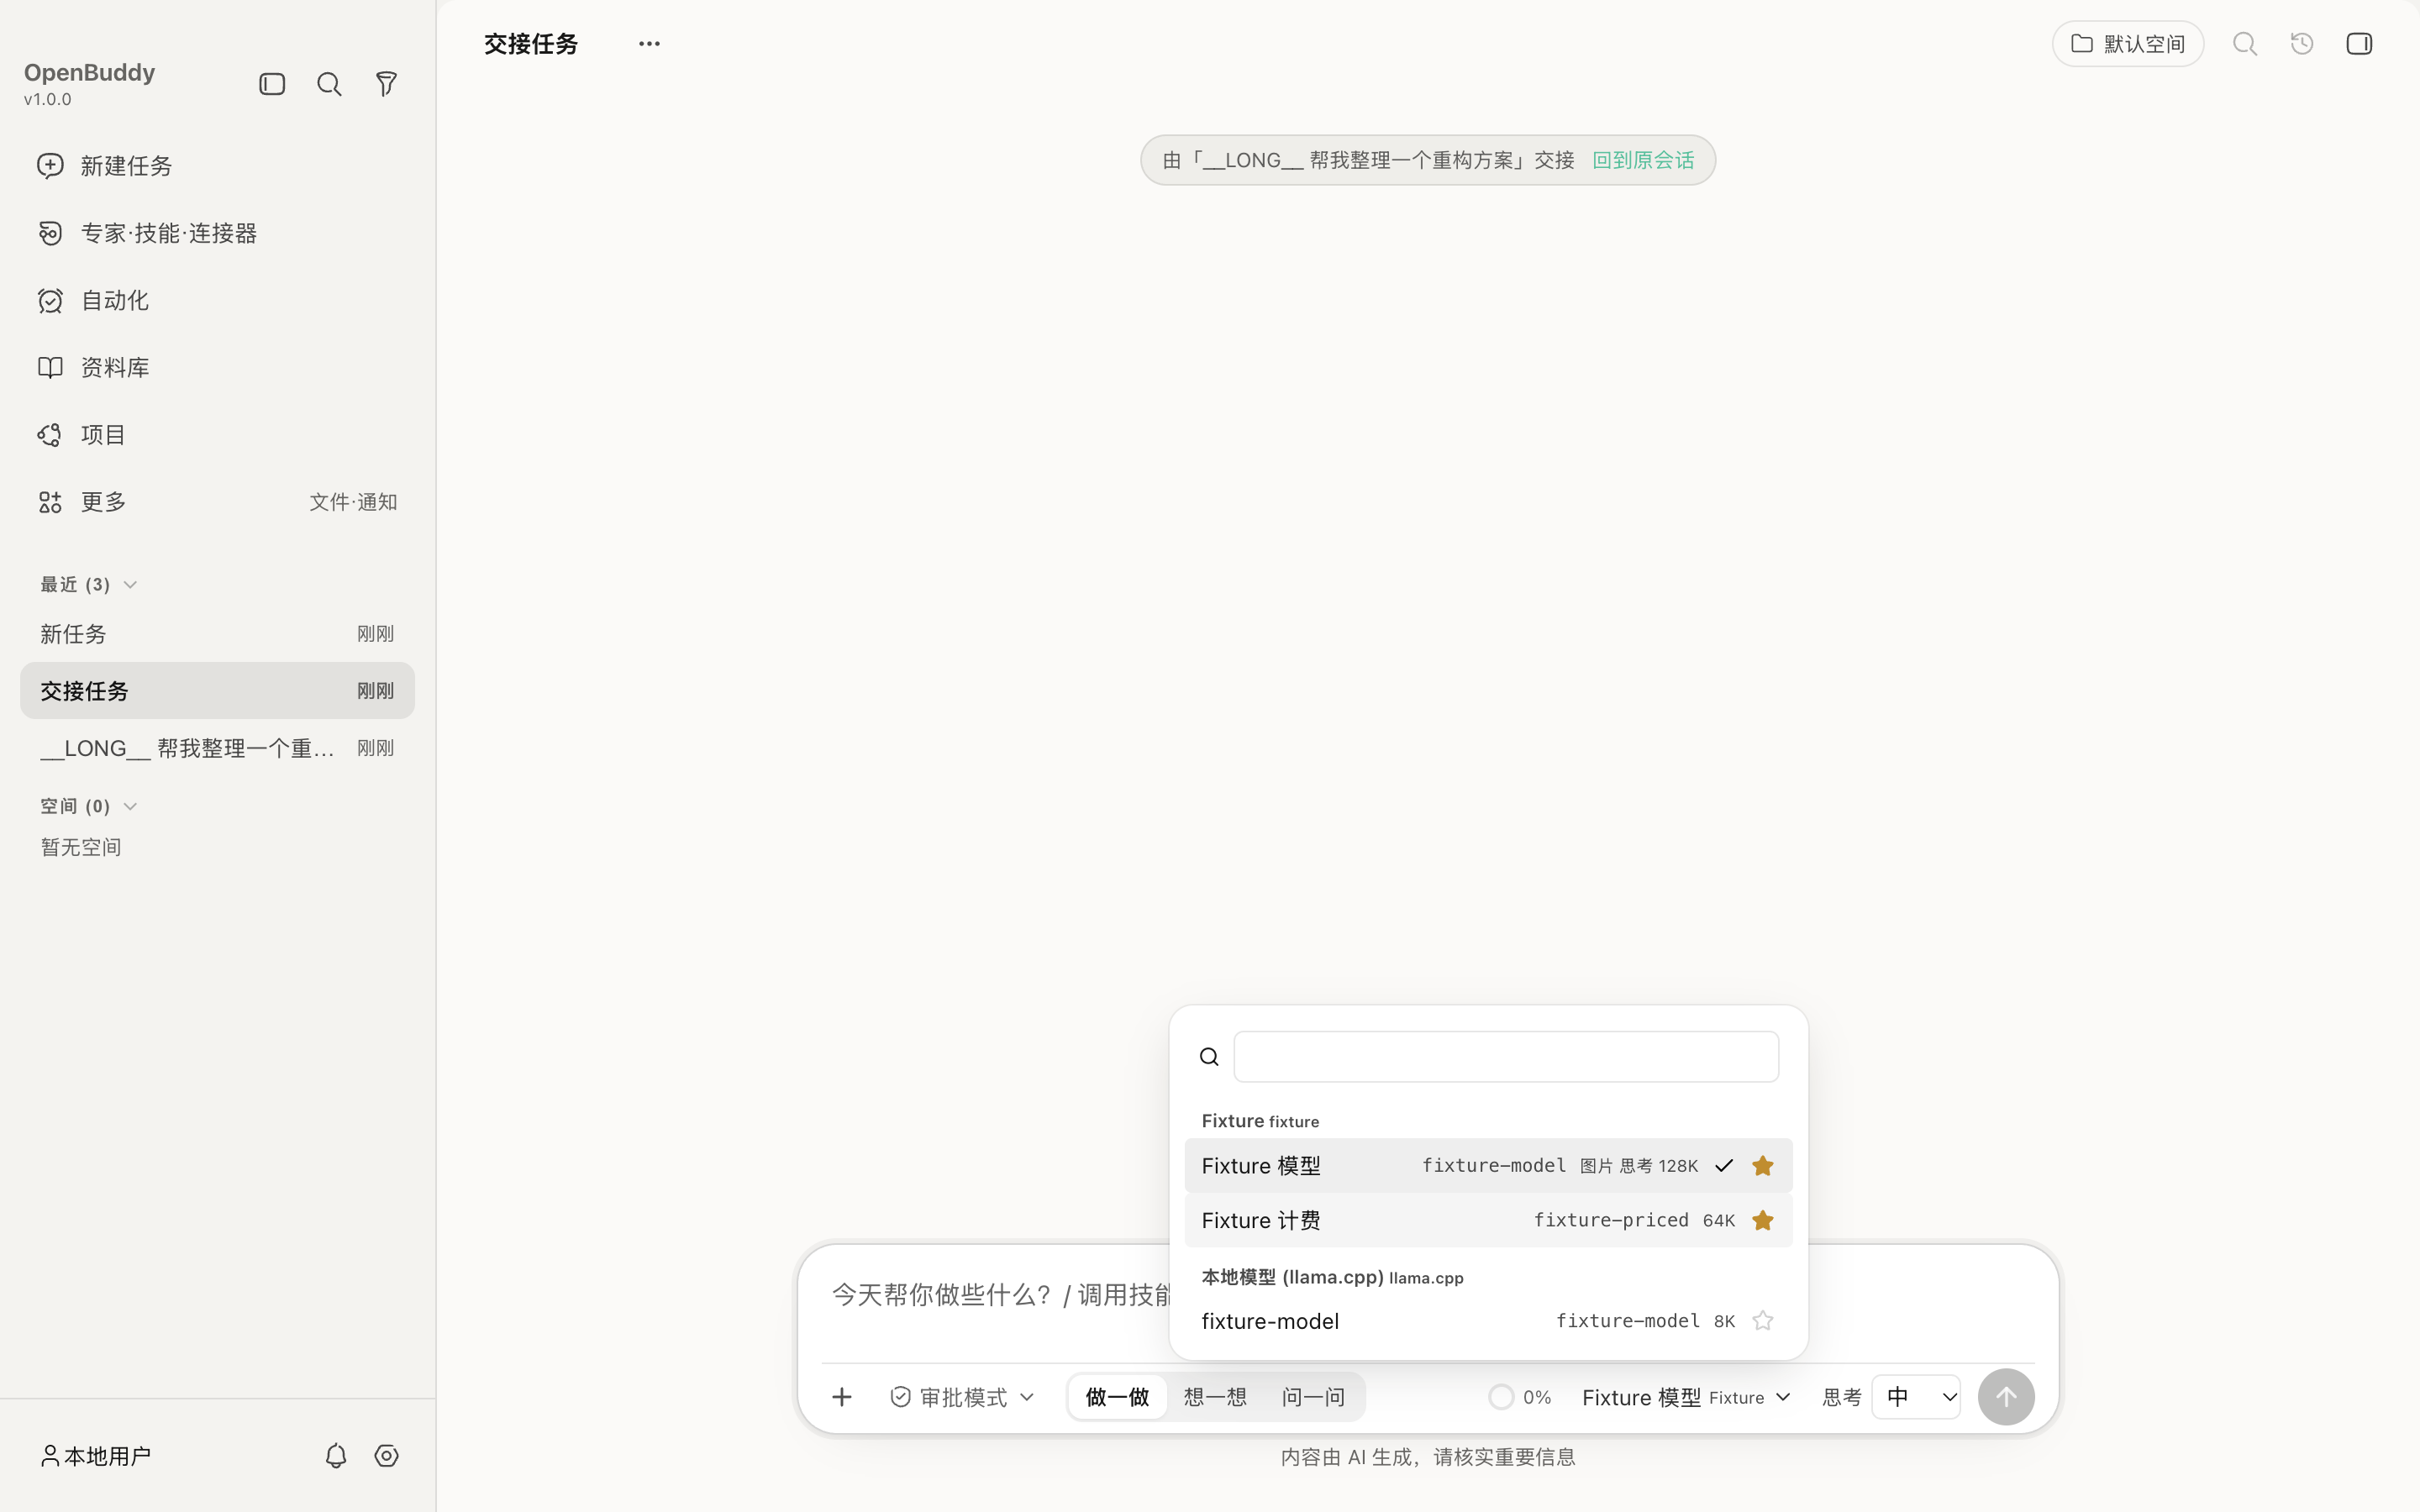 OpenBuddy
v1.0.0
新建任务
专家·技能·连接器
自动化
资料库
项目
更多 文件·通知
最近 (3)
新任务 刚刚
交接任务 刚刚
__LONG__ 帮我整理一个重… 刚刚
空间 (0)
暂无空间
本地用户
交接任务
默认空间
由「__LONG__ 帮我整理一个重构方案」交接 回到原会话
Fixture fixture
Fixture 模型 fixture-model 图片 思考 128K
Fixture 计费 fixture-priced 64K
本地模型 (llama.cpp) llama.cpp
fixture-model fixture-model 8K
今天帮你做些什么？/ 调用技能
审批模式 做一做 想一想 问一问 0% Fixture 模型 Fixture 思考 中
内容由 AI 生成，请核实重要信息